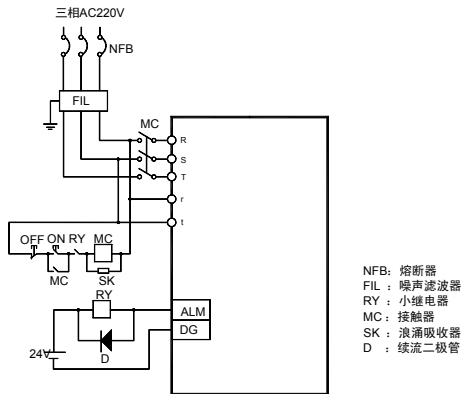 三相AC220V
NFB
FIL
MC
R
S
T
r
t
OFF ON RY MC
MC SK
RY
ALM
DG
24V
D
NFB：熔断器
FIL ：噪声滤波器
RY ：小继电器
MC：接触器
SK ：浪涌吸收器
D ：续流二极管